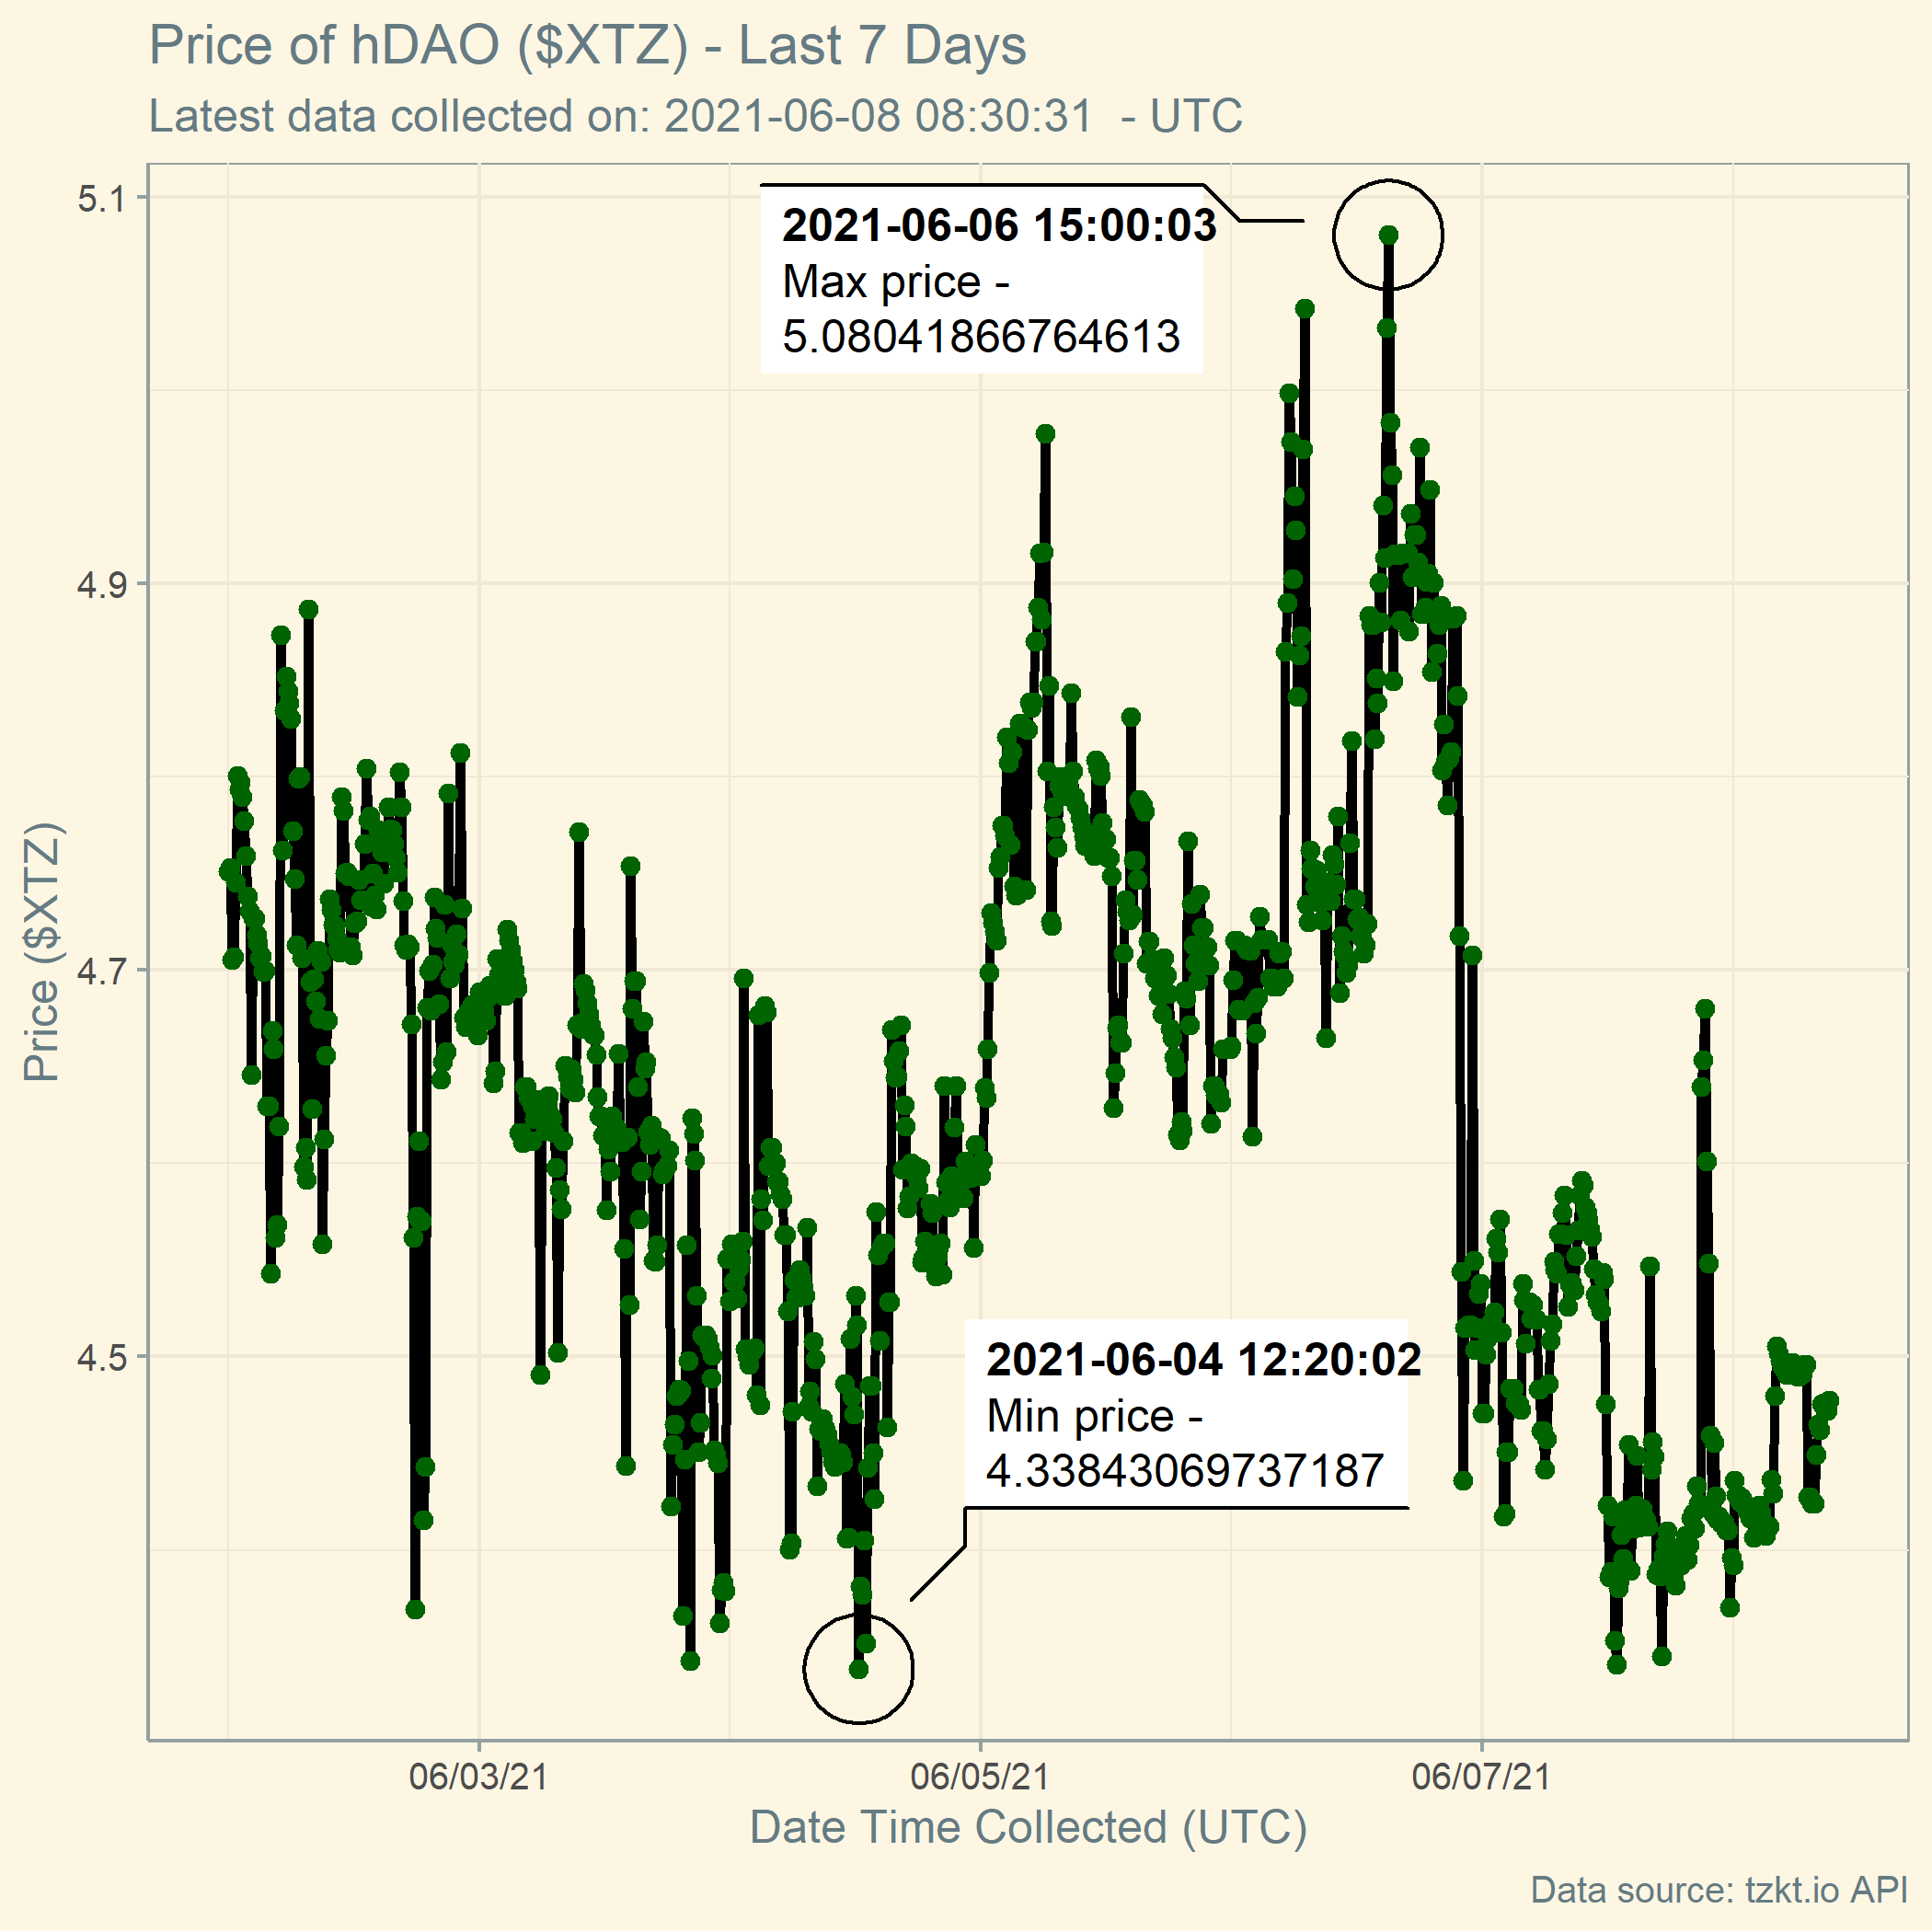 Price of hDAO ($XTZ) - Last 7 Days
Latest data collected on: 2021-06-08 08:30:31  - UTC
5.1
4.9
4.7
4.5
Price ($XTZ)
2021-06-06 15:00:03
Max price -
5.08041866764613
2021-06-04 12:20:02
Min price -
4.33843069737187
06/03/21
06/05/21
06/07/21
Date Time Collected (UTC)
Data source: tzkt.io API